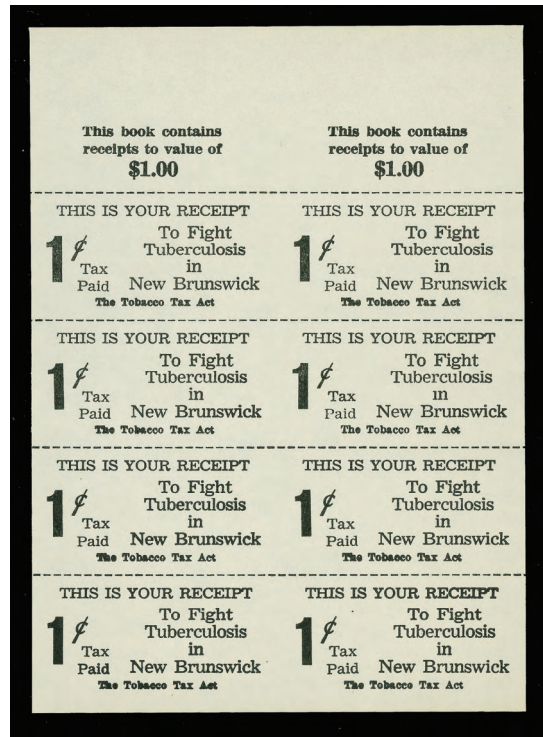 This book contains
receipts to value of
$1.00
This book contains
receipts to value of
$1.00
THIS IS YOUR RECEIPT
1¢ Tax Paid
To Fight
Tuberculosis
in
New Brunswick
The Tobacco Tax Act
THIS IS YOUR RECEIPT
1¢ Tax Paid
To Fight
Tuberculosis
in
New Brunswick
The Tobacco Tax Act
THIS IS YOUR RECEIPT
1¢ Tax Paid
To Fight
Tuberculosis
in
New Brunswick
The Tobacco Tax Act
THIS IS YOUR RECEIPT
1¢ Tax Paid
To Fight
Tuberculosis
in
New Brunswick
The Tobacco Tax Act
THIS IS YOUR RECEIPT
1¢ Tax Paid
To Fight
Tuberculosis
in
New Brunswick
The Tobacco Tax Act
THIS IS YOUR RECEIPT
1¢ Tax Paid
To Fight
Tuberculosis
in
New Brunswick
The Tobacco Tax Act
THIS IS YOUR RECEIPT
1¢ Tax Paid
To Fight
Tuberculosis
in
New Brunswick
The Tobacco Tax Act
THIS IS YOUR RECEIPT
1¢ Tax Paid
To Fight
Tuberculosis
in
New Brunswick
The Tobacco Tax Act